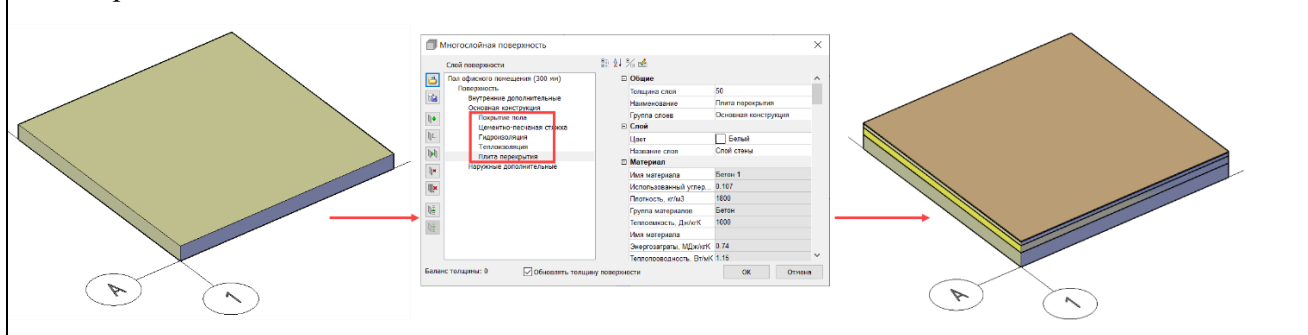 Многослойная поверхность
Слой поверхности
Пол офисного помещения (300 мм)
Поверхность
Внутренние дополнительные
Основная конструкция
Покрытие пола
Цементно-песчаная стяжка
Гидроизоляция
Теплоизоляция
Плита перекрытия
Наружные дополнительные
Общие
Толщина слоя 50
Наименование Плита перекрытия
Группа слоев Основная конструкция
Слой
Цвет Белый
Название слоя Слой стены
Материал
Имя материала Бетон 1
Использованный углер... 0.107
Плотность, кг/м3 1800
Группа материалов Бетон
Теплоемкость, Дж/кгК 1000
Имя материала
Энергозатраты, МДж/кгК 0.74
Теплопроводность, Вт/мК 1.15
Баланс толщины: 0 Обновлять толщину поверхности ОК Отмена
А 1
А 1